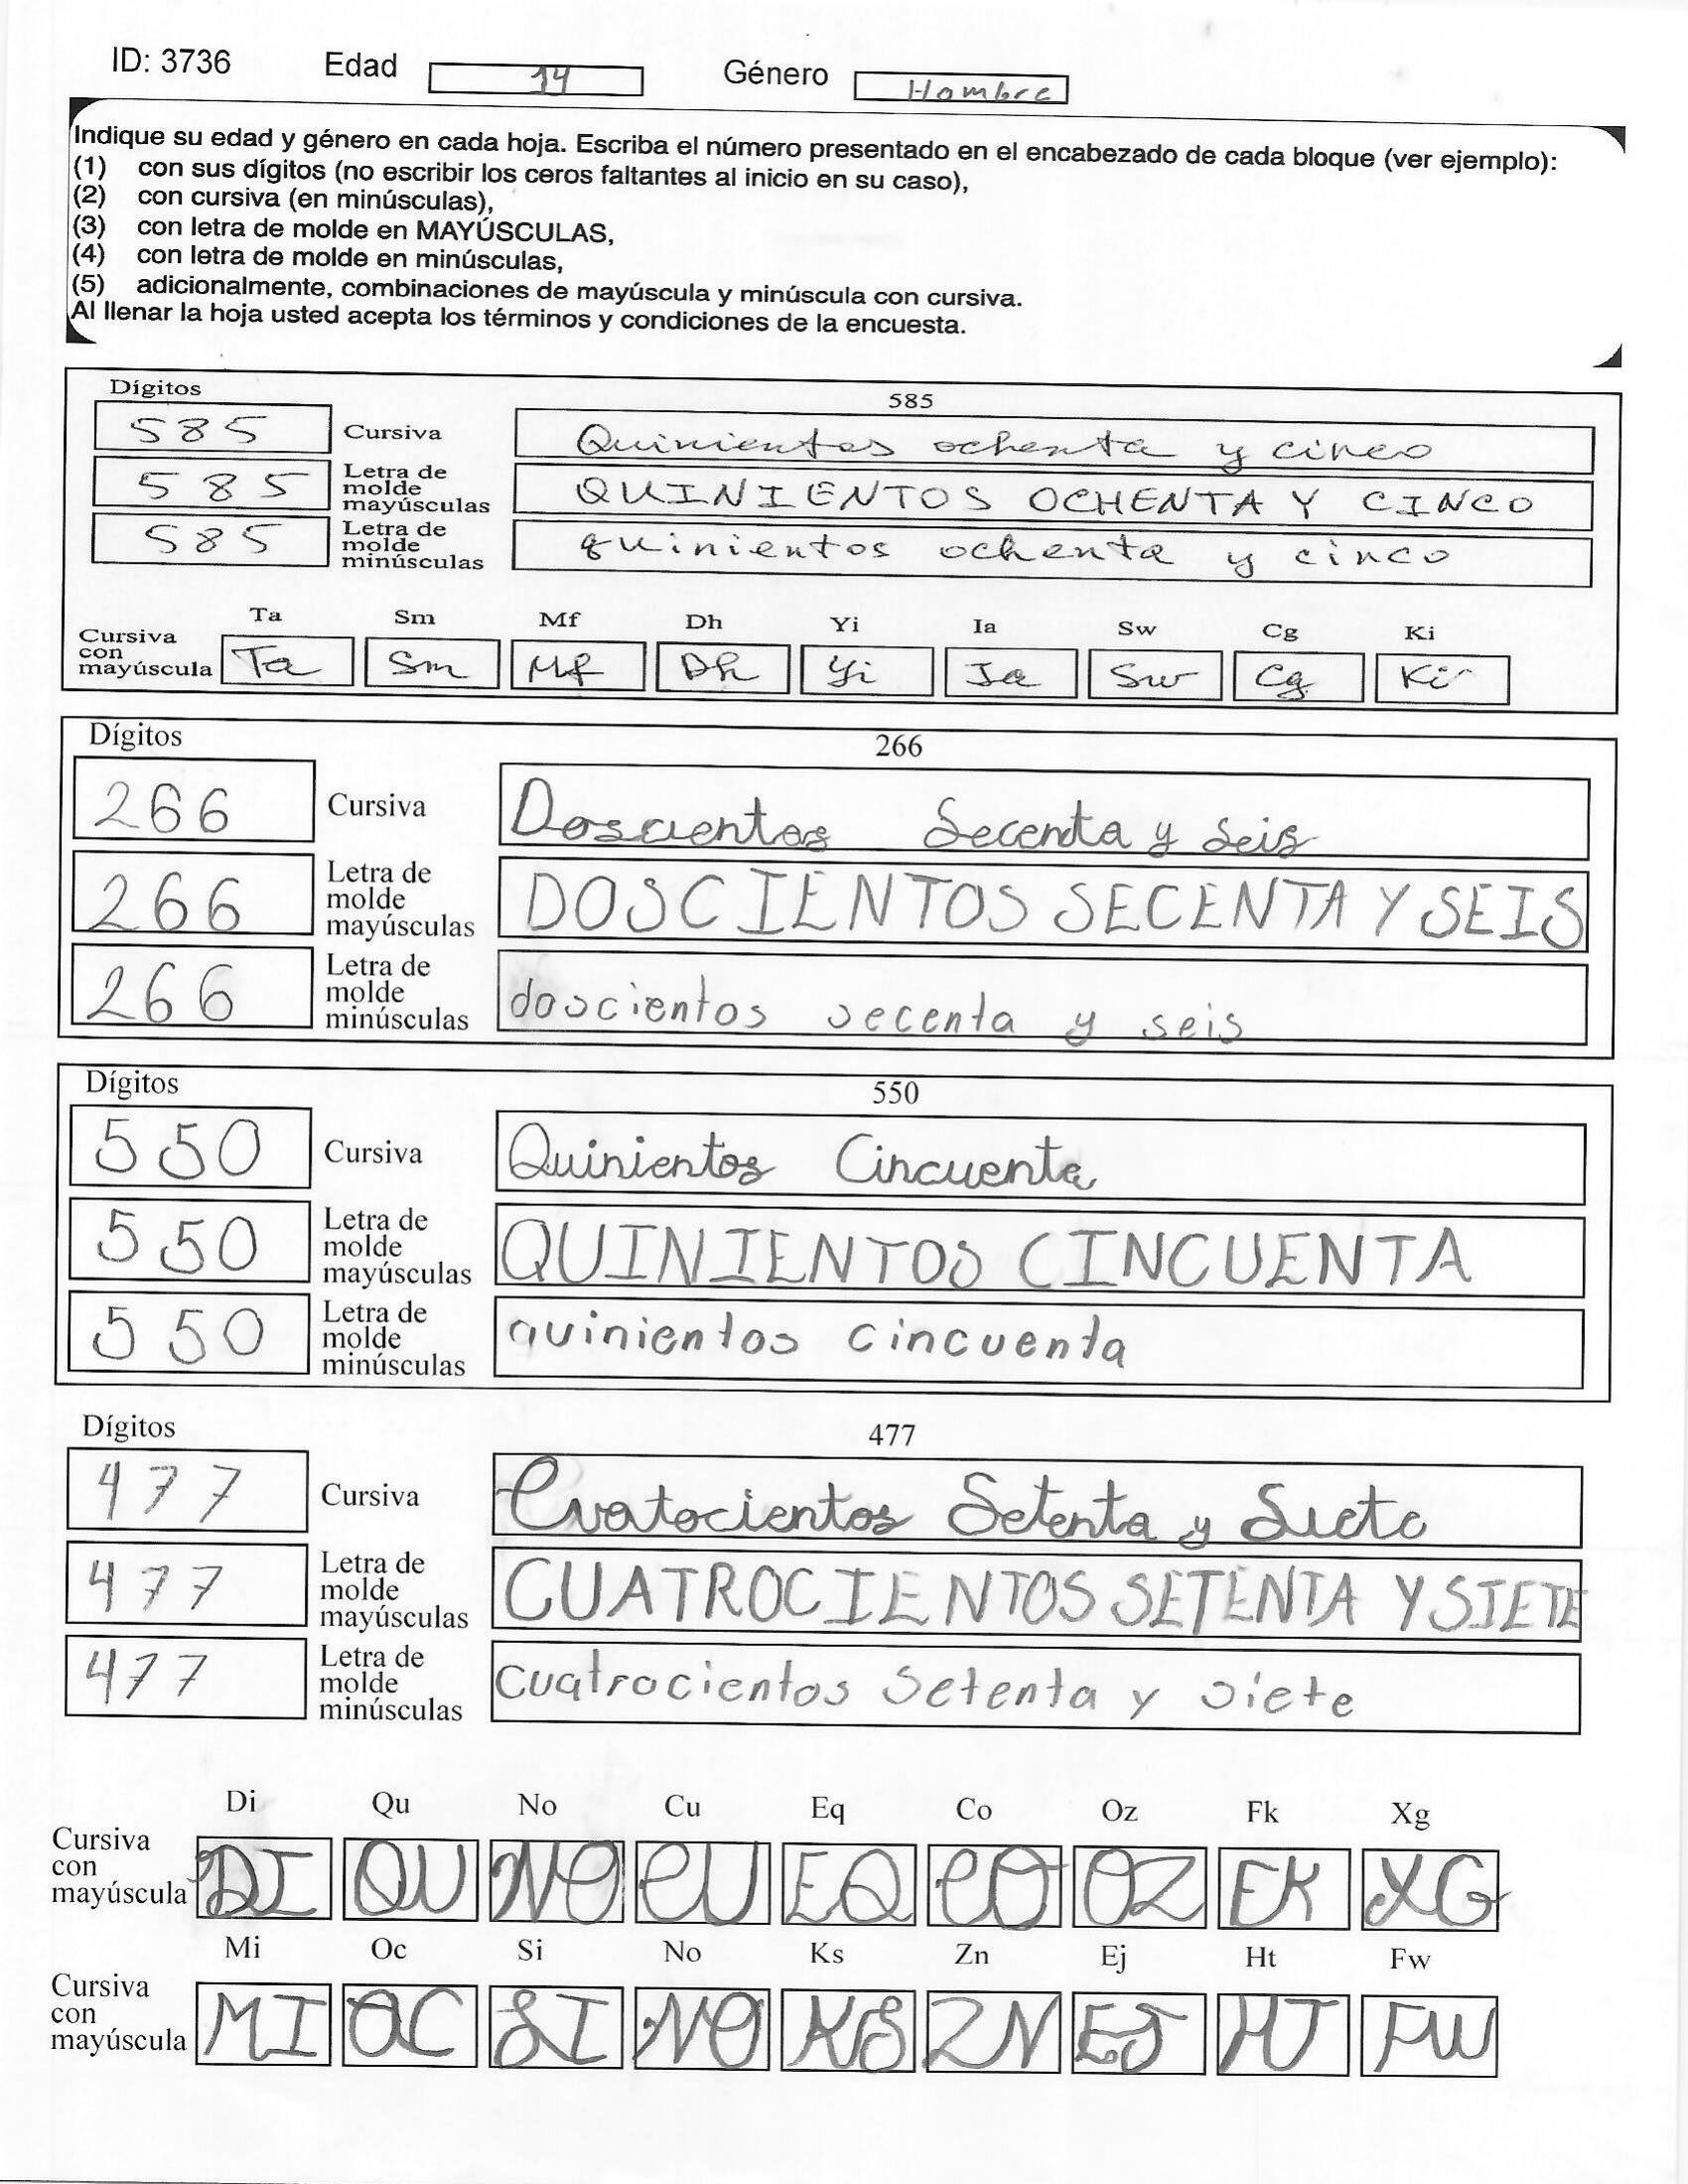 ID: 3736 Edad 14 Género Hombre
Indique su edad y género en cada hoja. Escriba el número presentado en el encabezado de cada bloque (ver ejemplo):
(1) con sus dígitos (no escribir los ceros faltantes al inicio en su caso),
(2) con cursiva (en minúsculas),
(3) con letra de molde en MAYÚSCULAS,
(4) con letra de molde en minúsculas,
(5) adicionalmente, combinaciones de mayúscula y minúscula con cursiva.
Al llenar la hoja usted acepta los términos y condiciones de la encuesta.
Dígitos 585
585 Cursiva Quinientos ochenta y cinco
585 Letra de molde mayúsculas QUINIENTOS OCHENTA Y CINCO
585 Letra de molde minúsculas quinientos ochenta y cinco
Ta Sm Mf Dh Yi Ia Sw Cg Ki
Cursiva con mayúscula Ta Sm Mf Dh Yi Ia Sw Cg Ki
Dígitos 266
266 Cursiva Doscientos Secenta y Seis
266 Letra de molde mayúsculas DOSCIENTOS SECENTA Y SEIS
266 Letra de molde minúsculas doscientos secenta y seis
Dígitos 550
550 Cursiva Quinientos Cincuenta
550 Letra de molde mayúsculas QUINIENTOS CINCUENTA
550 Letra de molde minúsculas quinientos cincuenta
Dígitos 477
477 Cursiva Cuatocientos Setenta y Siete
477 Letra de molde mayúsculas CUATROCIENTOS SETENTA Y SIETE
477 Letra de molde minúsculas cuatrocientos setenta y siete
Di Qu No Cu Eq Co Oz Fk Xg
Cursiva con mayúscula DI QU NO CU EQ CO OZ FK XG
Mi Oc Si No Ks Zn Ej Ht Fw
Cursiva con mayúscula MI OC SI NO KS ZN EJ HT FW